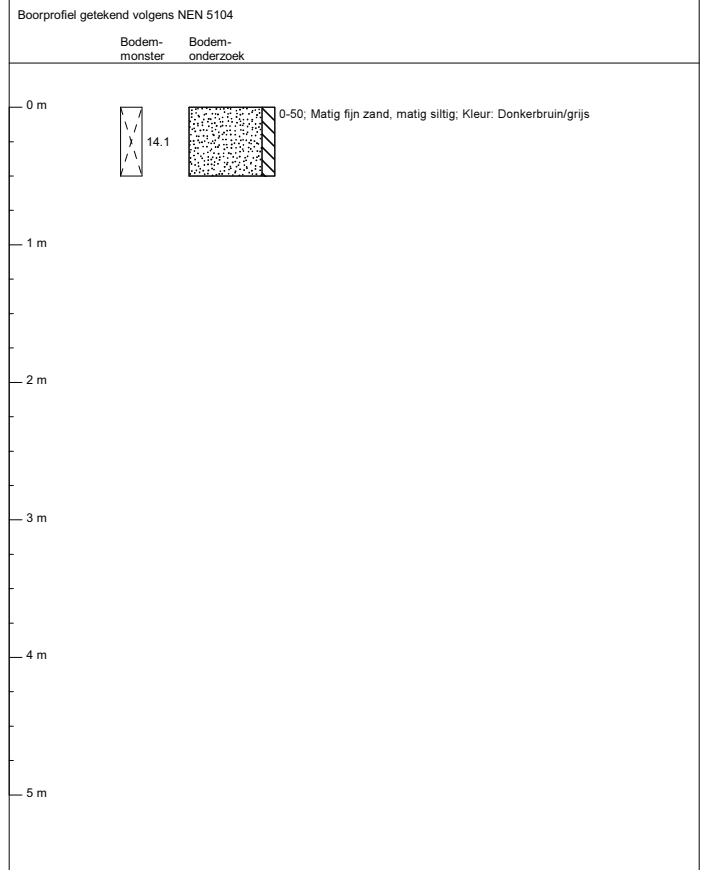 Boorprofiel getekend volgens NEN 5104
Bodem-
monster
Bodem-
onderzoek
0 m
0-50; Matig fijn zand, matig siltig; Kleur: Donkerbruin/grijs
14.1
1 m
2 m
3 m
4 m
5 m